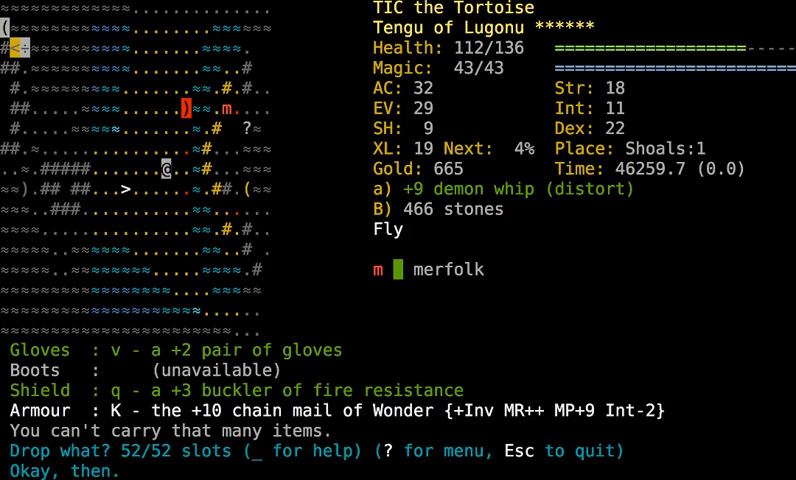 TIC the Tortoise
Tengu of Lugonu ******
Health: 112/136
Magic: 43/43
AC: 32 Str: 18
EV: 29 Int: 11
SH: 9 Dex: 22
XL: 19 Next: 4% Place: Shoals:1
Gold: 665 Time: 46259.7 (0.0)
a) +9 demon whip (distort)
B) 466 stones
Fly
m merfolk
Gloves : v - a +2 pair of gloves
Boots : (unavailable)
Shield : q - a +3 buckler of fire resistance
Armour : K - the +10 chain mail of Wonder {+Inv MR++ MP+9 Int-2}
You can't carry that many items.
Drop what? 52/52 slots (_ for help) (? for menu, Esc to quit)
Okay, then.